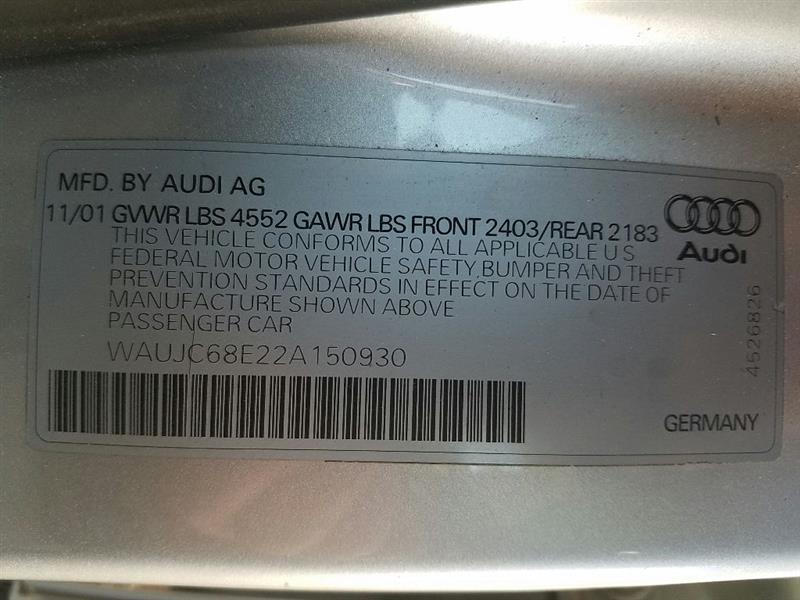 MFD. BY AUDI AG
11/01 GVWR LBS 4552 GAWR LBS FRONT 2403/REAR 2183
THIS VEHICLE CONFORMS TO ALL APPLICABLE U S
FEDERAL MOTOR VEHICLE SAFETY, BUMPER AND THEFT
PREVENTION STANDARDS IN EFFECT ON THE DATE OF
MANUFACTURE SHOWN ABOVE
PASSENGER CAR
WAUJC68E22A150930
Audi
4526826
GERMANY